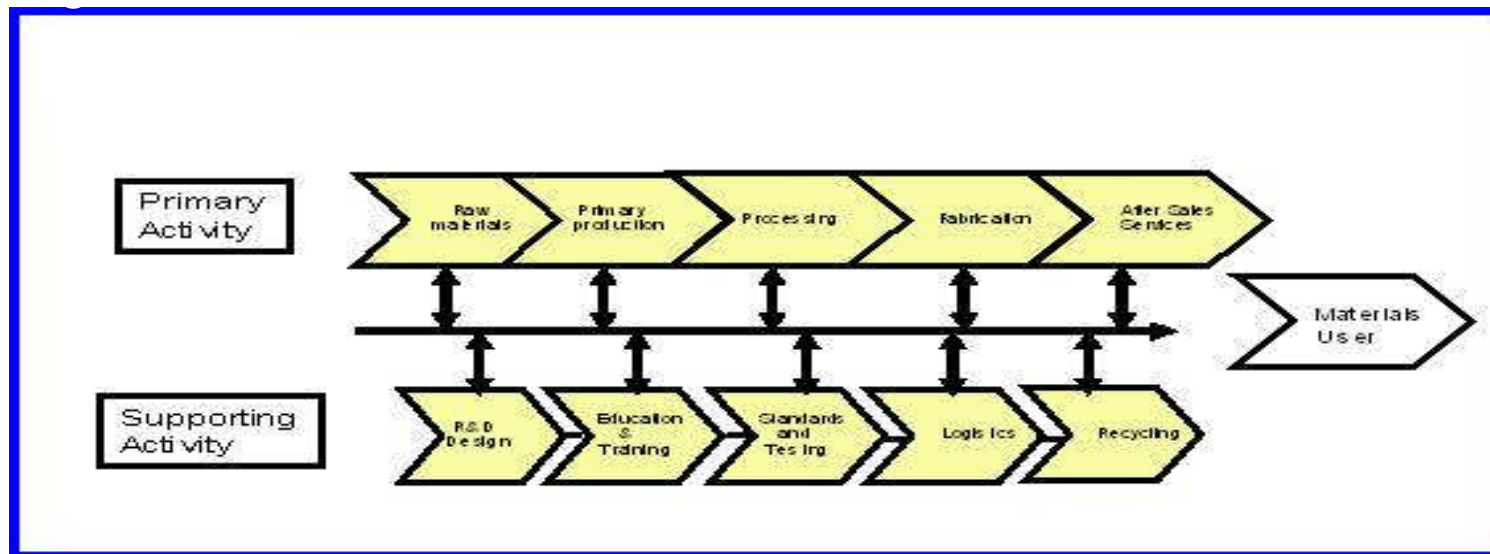 Primary
Activity
Raw
materials
Primary
production
Processing
Fabrication
After Sales
Services
Materials
User
Supporting
Activity
R&D
Design
Education
&
Training
Standards
and
Testing
Logistics
Recycling